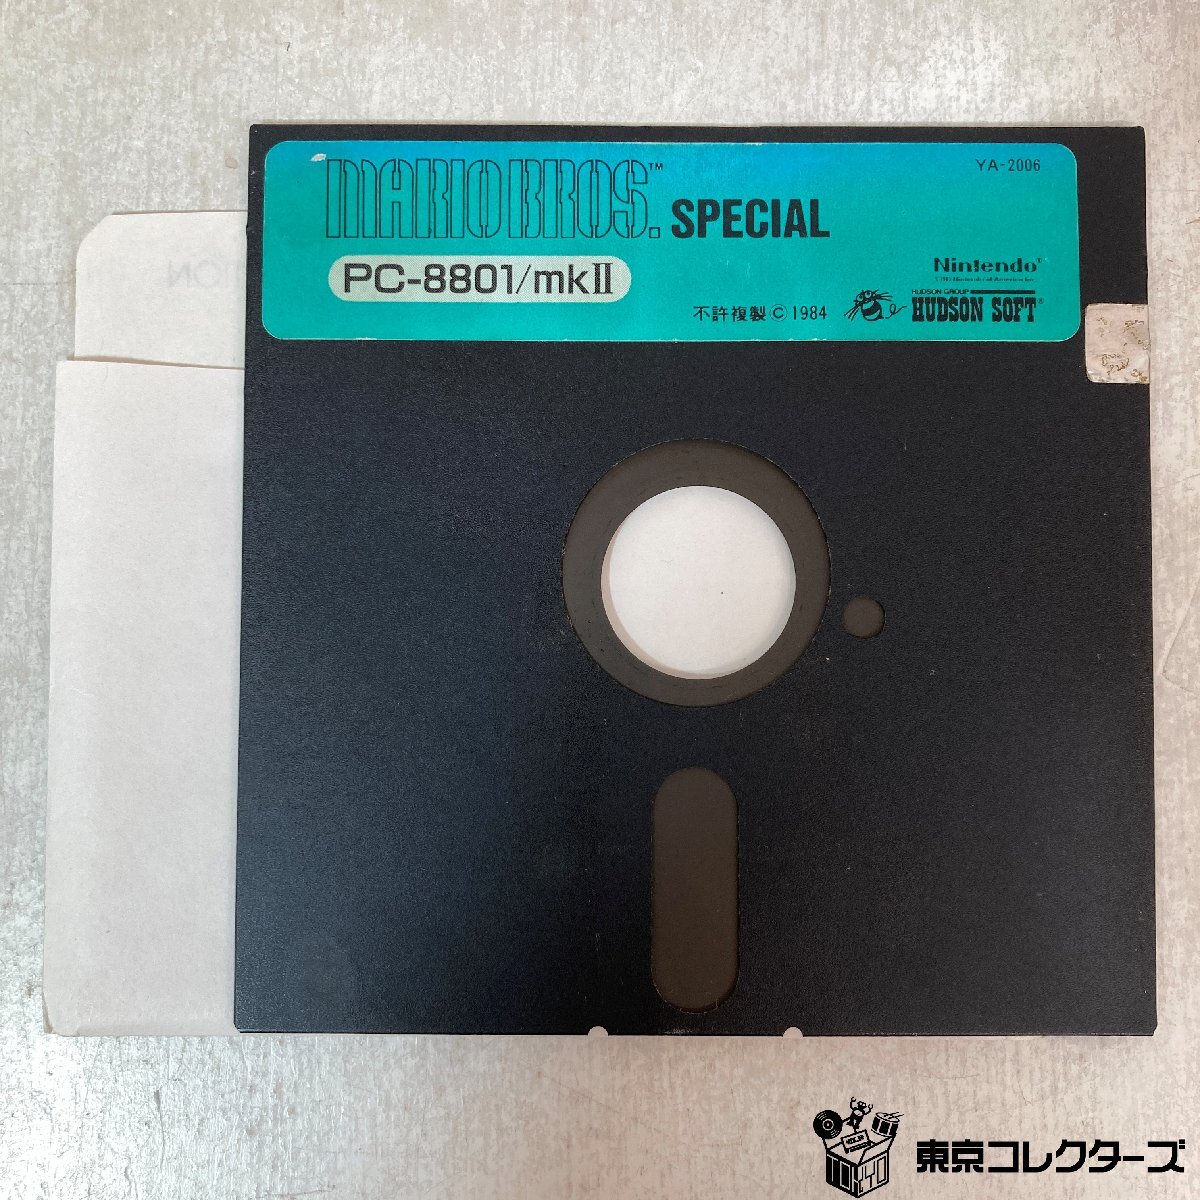 MARIO BROS.™ SPECIAL
YA-2006
PC-8801/mkII
Nintendo®
不許複製 © 1984
HUDSON GROUP
HUDSON SOFT®
TOKYO
東京コレクターズ